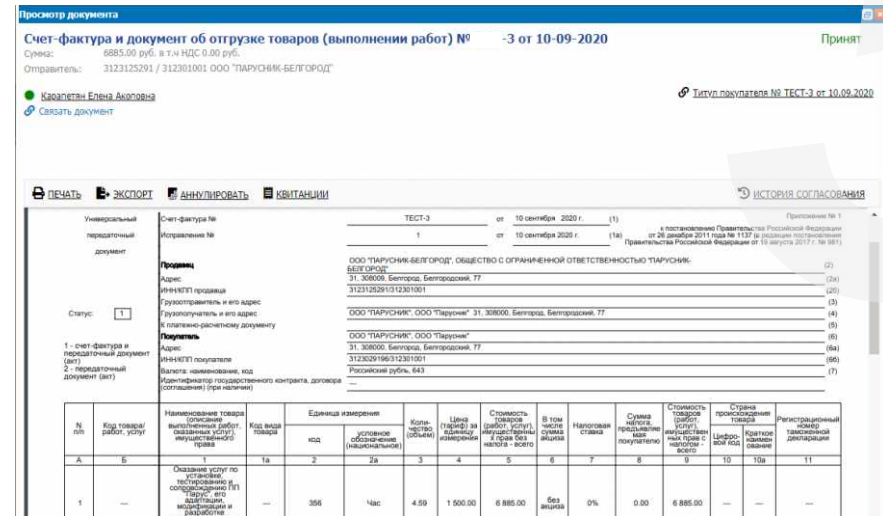 Просмотр документа
Счет-фактура и документ об отгрузке товаров (выполнении работ) № -3 от 10-09-2020
Принят
Сумма: 6885.00 руб. в т.ч НДС 0.00 руб.
Отправитель: 3123125291 / 312301001 ООО "ПАРУСНИК-БЕЛГОРОД"
Карапетян Елена Акоповна
Титул покупателя № ТЕСТ-3 от 10.09.2020
Связать документ
ПЕЧАТЬ ЭКСПОРТ АННУЛИРОВАТЬ КВИТАНЦИИ ИСТОРИЯ СОГЛАСОВАНИЯ
Универсальный передаточный документ
Счет-фактура № ТЕСТ-3 от 10 сентября 2020 г. (1)
Исправление № 1 от 10 сентября 2020 г. (1а)
Приложение № 1
к постановлению Правительства Российской Федерации
от 26 декабря 2011 года № 1137 (в редакции постановления
Правительства Российской Федерации от 19 августа 2017 г. № 981)
Продавец ООО "ПАРУСНИК-БЕЛГОРОД", ОБЩЕСТВО С ОГРАНИЧЕННОЙ ОТВЕТСТВЕННОСТЬЮ "ПАРУСНИК-
БЕЛГОРОД" (2)
Адрес 31, 308009, Белгород, Белгородский, 77 (2а)
ИНН/КПП продавца 3123125291/312301001 (2б)
Грузоотправитель и его адрес (3)
Грузополучатель и его адрес ООО "ПАРУСНИК", ООО "Парусник" 31, 308000, Белгород, Белгородский, 77 (4)
К платежно-расчетному документу (5)
Покупатель ООО "ПАРУСНИК", ООО "Парусник" (6)
Адрес 31, 308000, Белгород, Белгородский, 77 (6а)
ИНН/КПП покупателя 3123029196/312301001 (6б)
Валюта: наименование, код Российский рубль, 643 (7)
Идентификатор государственного контракта, договора
(соглашения) (при наличии) —
Статус: 1
1 - счет-фактура и
передаточный документ
(акт)
2 - передаточный
документ (акт)
N п/п
Код товара/ работ, услуг
Наименование товара (описание выполненных работ, оказанных услуг), имущественного права
Код вида товара
Единица измерения
код
условное обозначение (национальное)
Коли-чество (объем)
Цена (тариф) за единицу измерения
Стоимость товаров (работ, услуг), имущественных прав без налога - всего
В том числе сумма акциза
Налоговая ставка
Сумма налога, предъявляемая покупателю
Стоимость товаров (работ, услуг), имущественных прав с налогом - всего
Страна происхождения товара
Цифро-вой код
Краткое наименование
Регистрационный номер таможенной декларации
А Б 1 1а 2 2а 3 4 5 6 7 8 9 10 10а 11
1 — Оказание услуг по установке, тестированию и сопровождению ПП "Парус", его адаптации, модификации и разработке — 356 Час 4.59 1 500.00 6 885.00 без акциза 0% 0.00 6 885.00 — — —